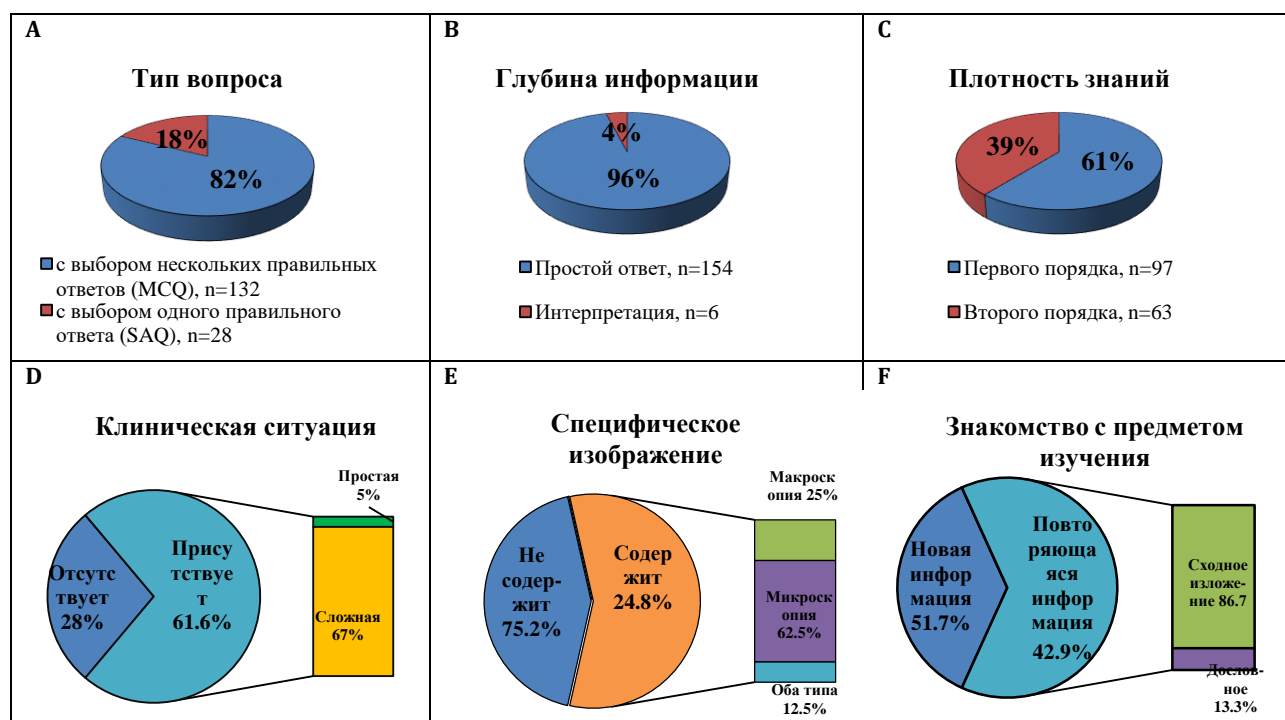 A
Тип вопроса
18%
82%
с выбором нескольких правильных
ответов (MCQ), n=132
с выбором одного правильного
ответа (SAQ), n=28
B
Глубина информации
4%
96%
Простой ответ, n=154
Интерпретация, n=6
C
Плотность знаний
39%
61%
Первого порядка, n=97
Второго порядка, n=63
D
Клиническая ситуация
Отсутс
твует
28%
Прису
тствуе
т
61.6%
Простая
5%
Сложная
67%
E
Специфическое
изображение
Не
содер-
жит
75.2%
Содер
жит
24.8%
Макроск
опия 25%
Микроск
опия
62.5%
Оба типа
12.5%
F
Знакомство с предметом
изучения
Новая
инфор
мация
51.7%
Повто
ряюща
яся
инфор
мация
42.9%
Сходное
изложе-
ние 86.7
Дослов-
ное
13.3%